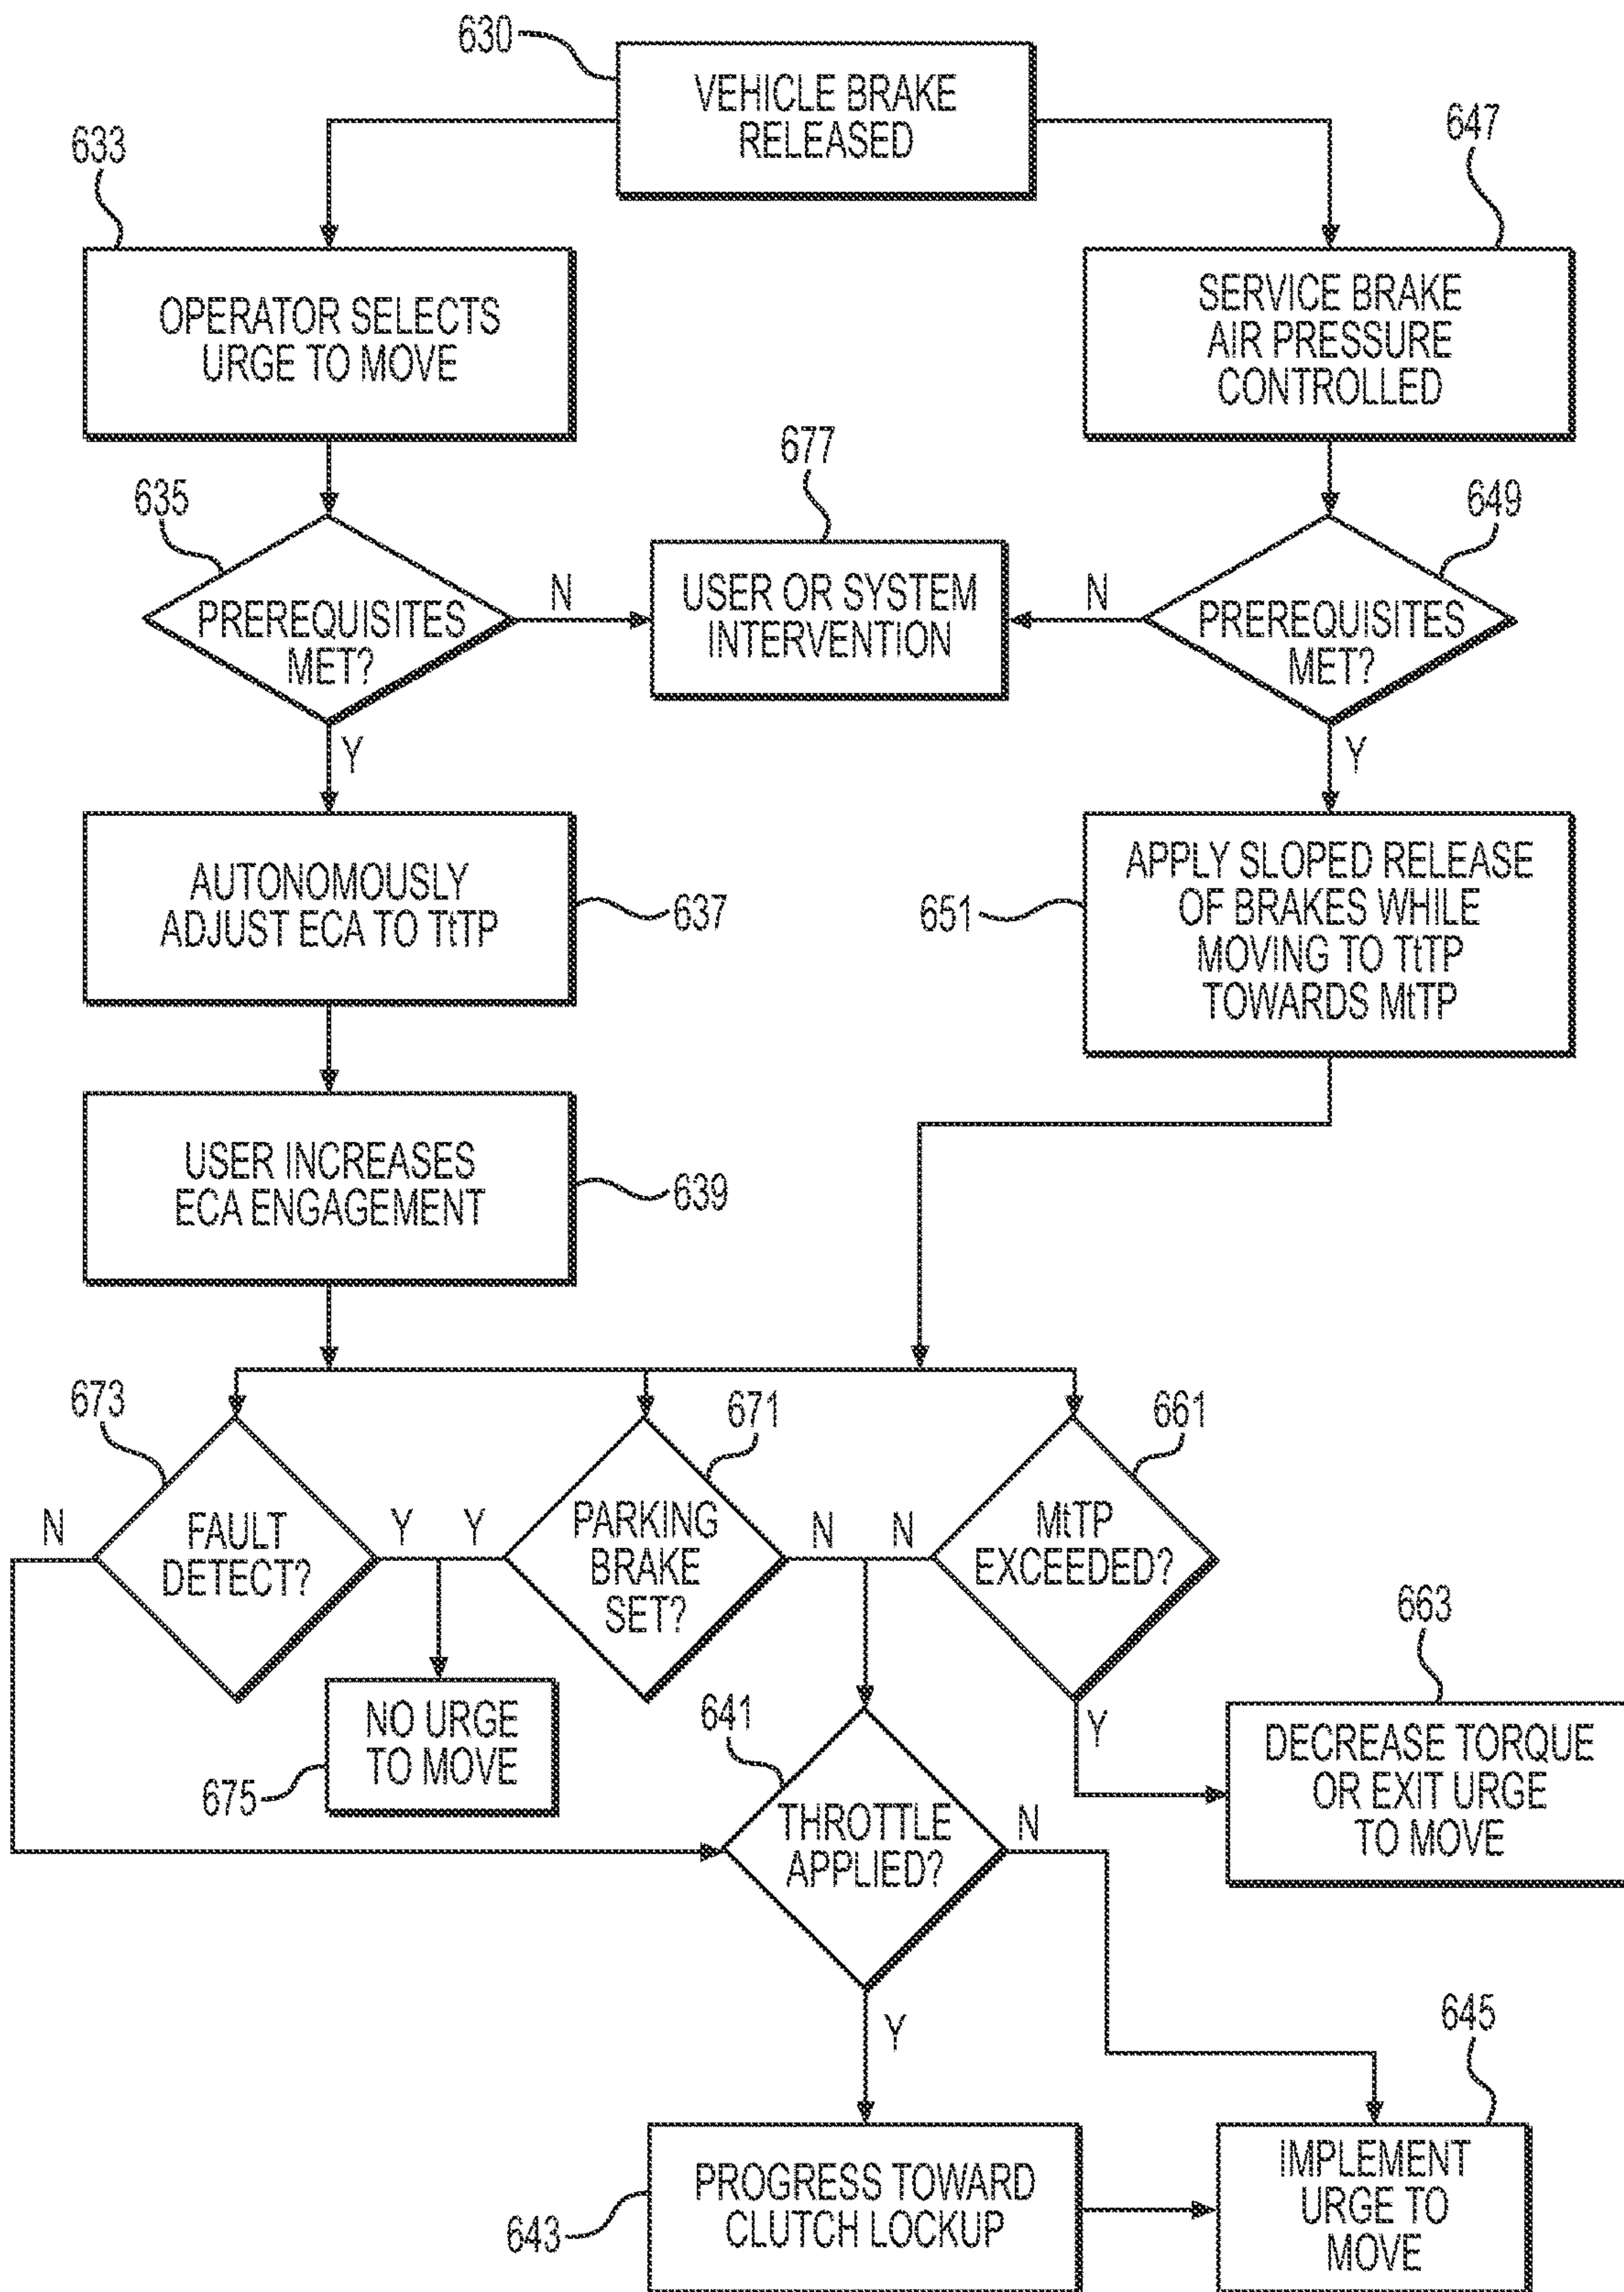 630
VEHICLE BRAKE
RELEASED
633
647
OPERATOR SELECTS
URGE TO MOVE
SERVICE BRAKE
AIR PRESSURE
CONTROLLED
677
635
649
PREREQUISITES
MET?
N
USER OR SYSTEM
INTERVENTION
N
PREREQUISITES
MET?
Y
Y
AUTONOMOUSLY
ADJUST ECA TO TtTP
637
651
APPLY SLOPED RELEASE
OF BRAKES WHILE
MOVING TO TtTP
TOWARDS MtTP
USER INCREASES
ECA ENGAGEMENT
639
673
671
661
N
FAULT
DETECT?
Y
Y
PARKING
BRAKE
SET?
N
N
MtTP
EXCEEDED?
663
NO URGE
TO MOVE
675
641
Y
DECREASE TORQUE
OR EXIT URGE
TO MOVE
THROTTLE
APPLIED?
N
Y
645
PROGRESS TOWARD
CLUTCH LOCKUP
643
IMPLEMENT
URGE TO
MOVE